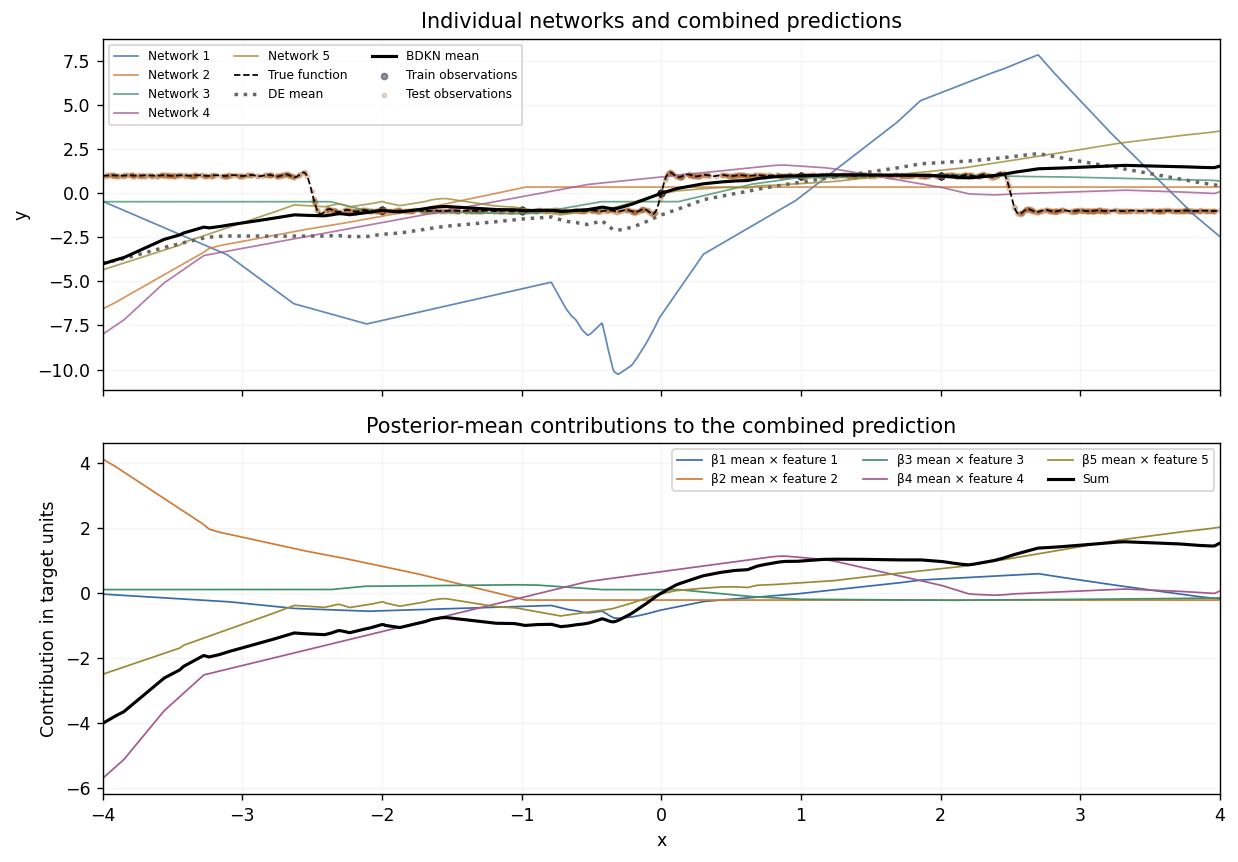 Individual networks and combined predictions
Network 1
Network 2
Network 3
Network 4
Network 5
True function
DE mean
BDKN mean
Train observations
Test observations
7.5
5.0
2.5
0.0
−2.5
−5.0
−7.5
−10.0
y
Posterior-mean contributions to the combined prediction
β1 mean × feature 1
β2 mean × feature 2
β3 mean × feature 3
β4 mean × feature 4
β5 mean × feature 5
Sum
4
2
0
−2
−4
−6
Contribution in target units
−4
−3
−2
−1
0
1
2
3
4
x